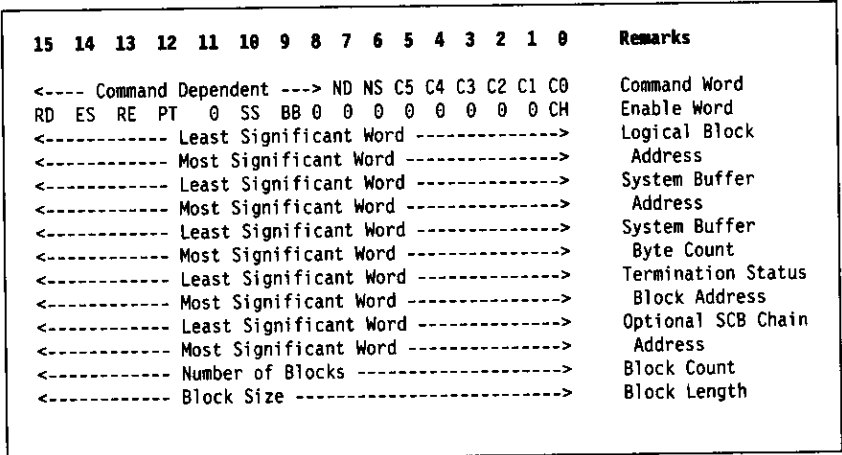 15 14 13 12 11 10 9 8 7 6 5 4 3 2 1 0 Remarks
<---- Command Dependent ---> ND NS C5 C4 C3 C2 C1 C0 Command Word
RD ES RE PT 0 SS BB 0 0 0 0 0 0 0 0 CH Enable Word
<------------ Least Significant Word --------------> Logical Block
<------------ Most Significant Word ---------------> Address
<------------ Least Significant Word --------------> System Buffer
<------------ Most Significant Word ---------------> Address
<------------ Least Significant Word --------------> System Buffer
<------------ Most Significant Word ---------------> Byte Count
<------------ Least Significant Word --------------> Termination Status
<------------ Most Significant Word ---------------> Block Address
<------------ Least Significant Word --------------> Optional SCB Chain
<------------ Most Significant Word ---------------> Address
<------------ Number of Blocks --------------------> Block Count
<------------ Block Size --------------------------> Block Length